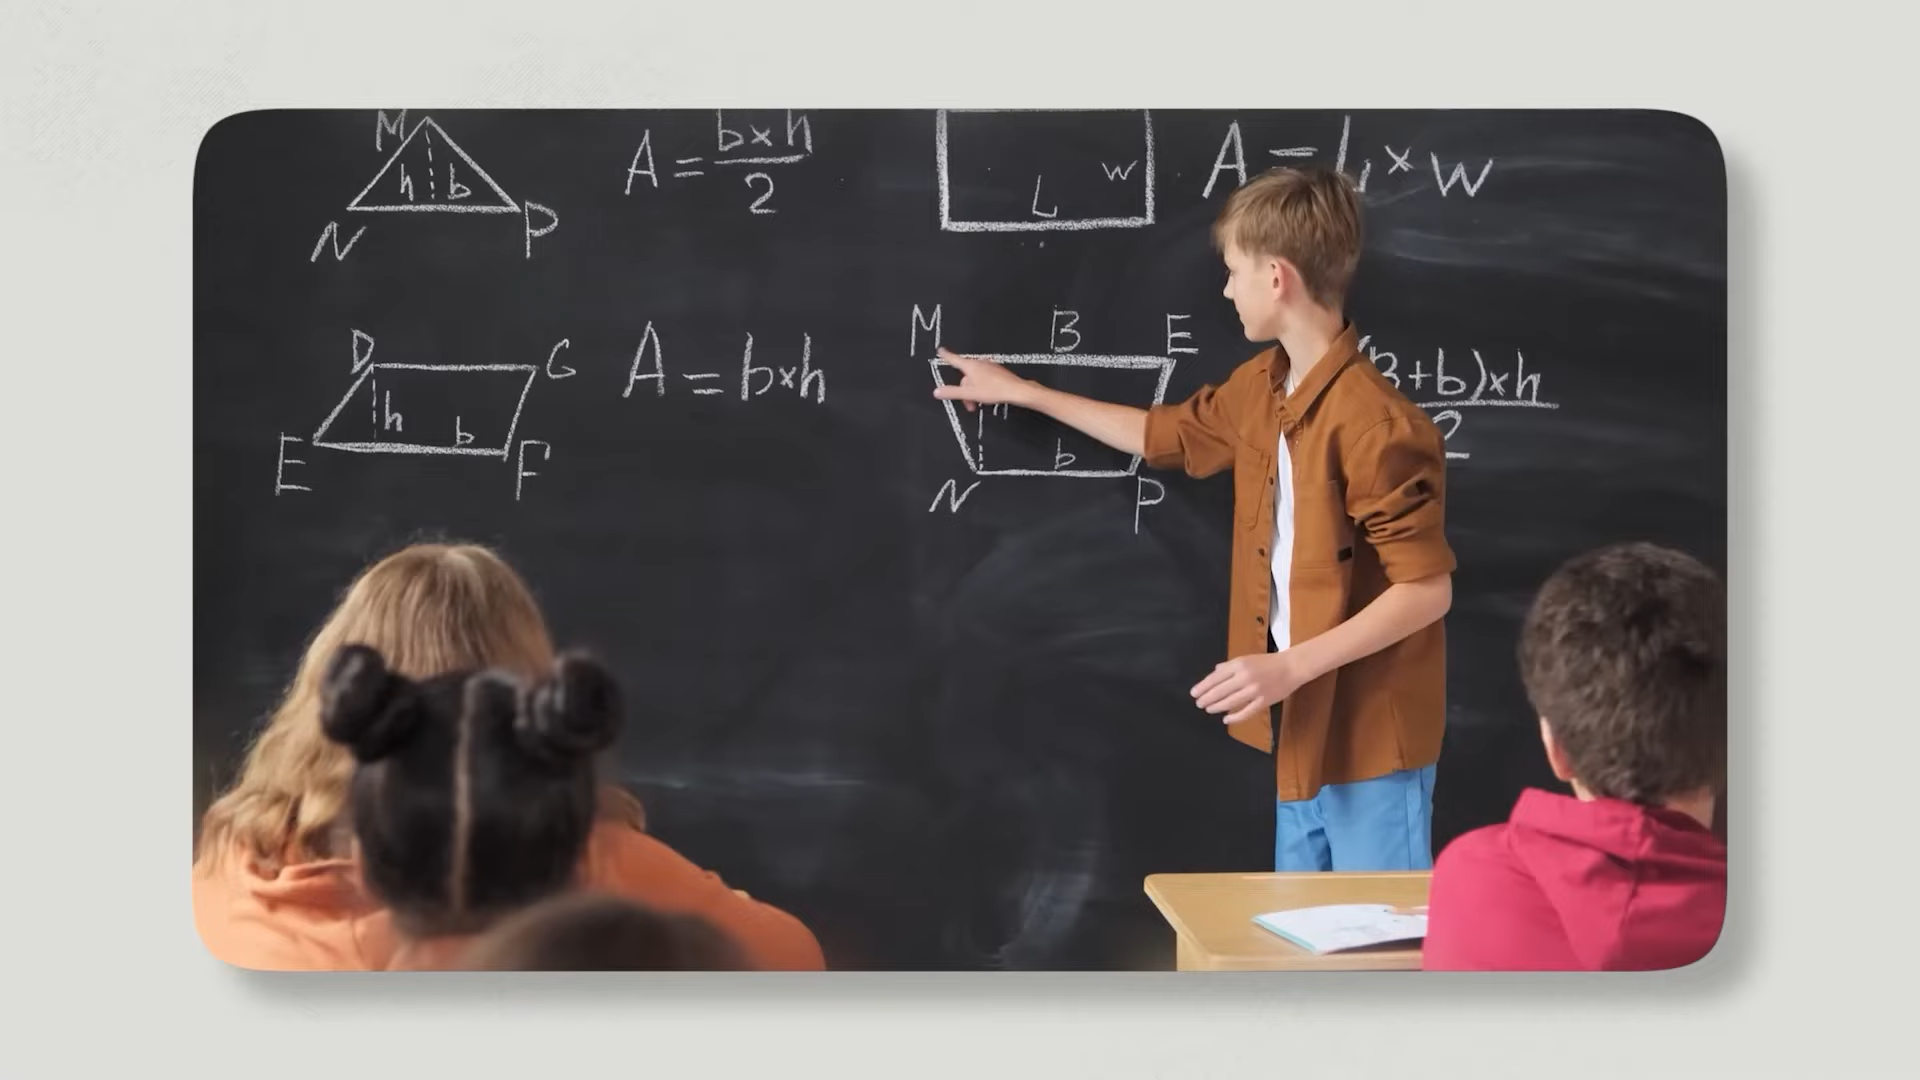 M
h b
N P
A = b×h
2
L w
A = L × w
D G
h
b
E F
A = b×h
M B E
h
b
N P
B+b)×h
2